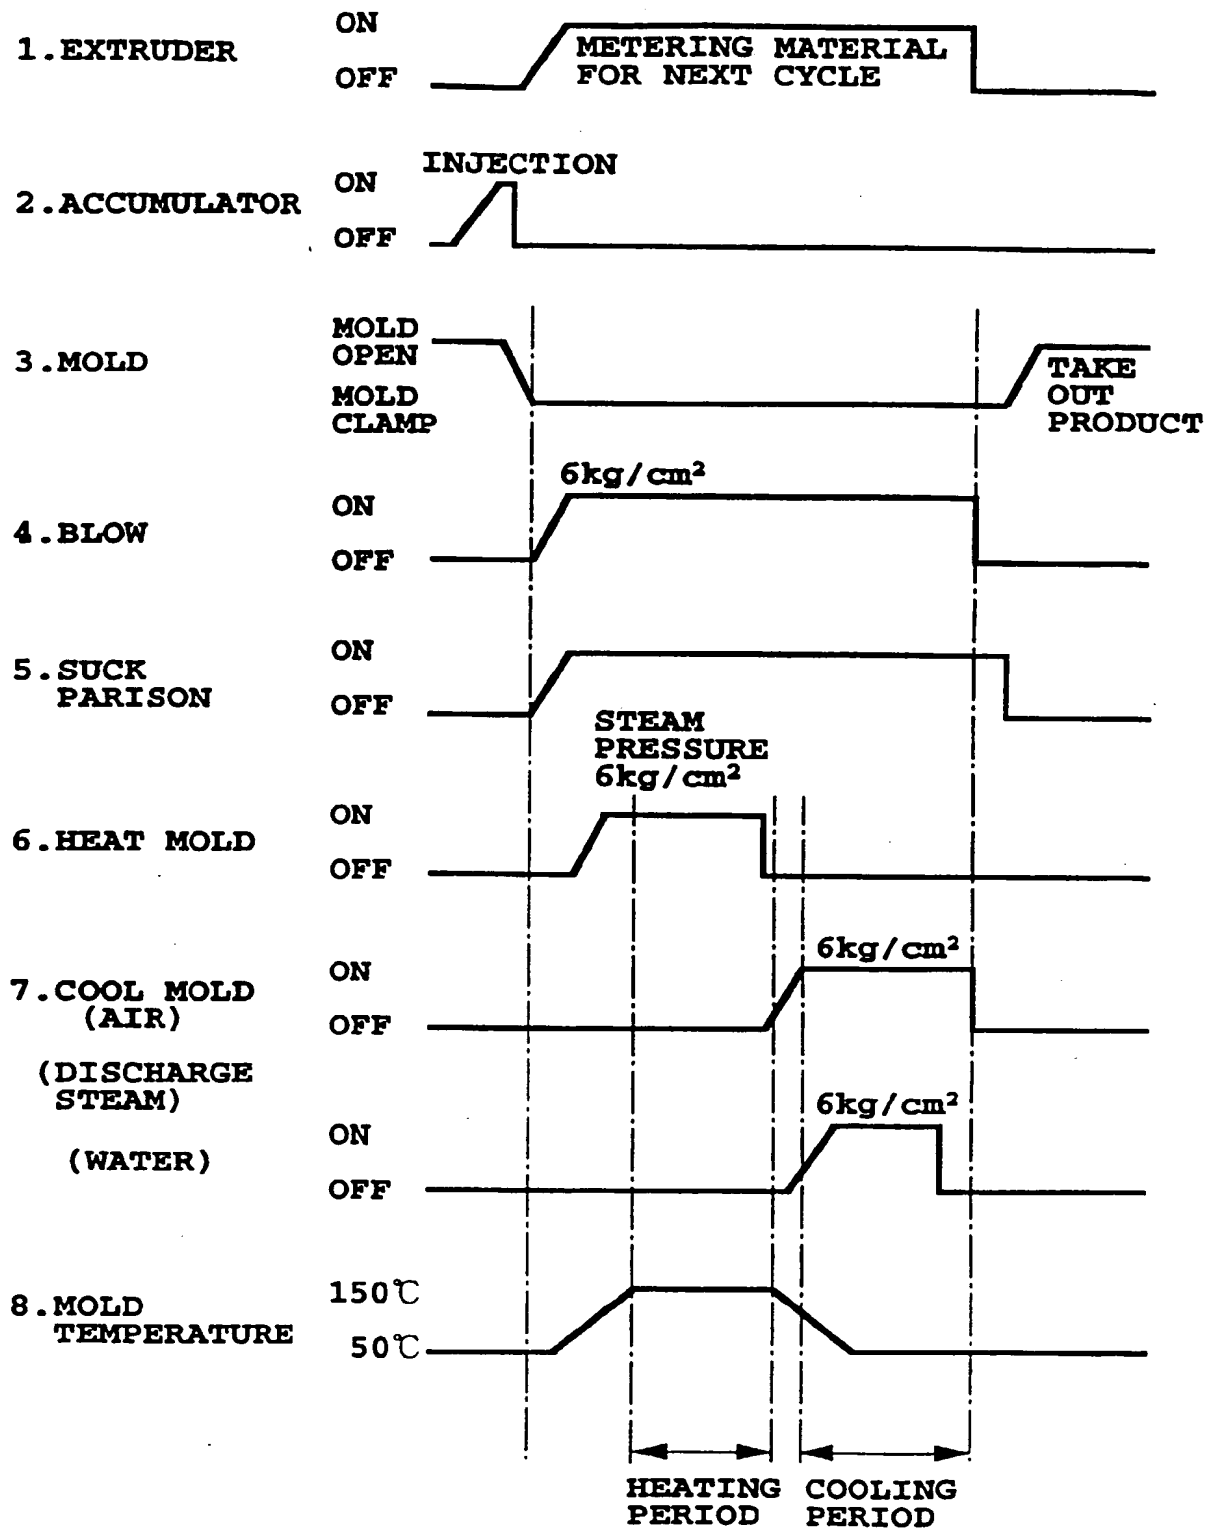 ON
1.EXTRUDER
METERING MATERIAL
OFF
FOR NEXT CYCLE
INJECTION
ON
2.ACCUMULATOR
OFF
MOLD
OPEN
3.MOLD
MOLD
CLAMP
TAKE
OUT
PRODUCT
6kg/cm²
ON
4.BLOW
OFF
ON
5.SUCK
PARISON
OFF
STEAM
PRESSURE
6kg/cm²
ON
6.HEAT MOLD
OFF
6kg/cm²
ON
7.COOL MOLD
(AIR)
OFF
(DISCHARGE
STEAM)
6kg/cm²
ON
(WATER)
OFF
150℃
8.MOLD
TEMPERATURE
50℃
HEATING
PERIOD
COOLING
PERIOD